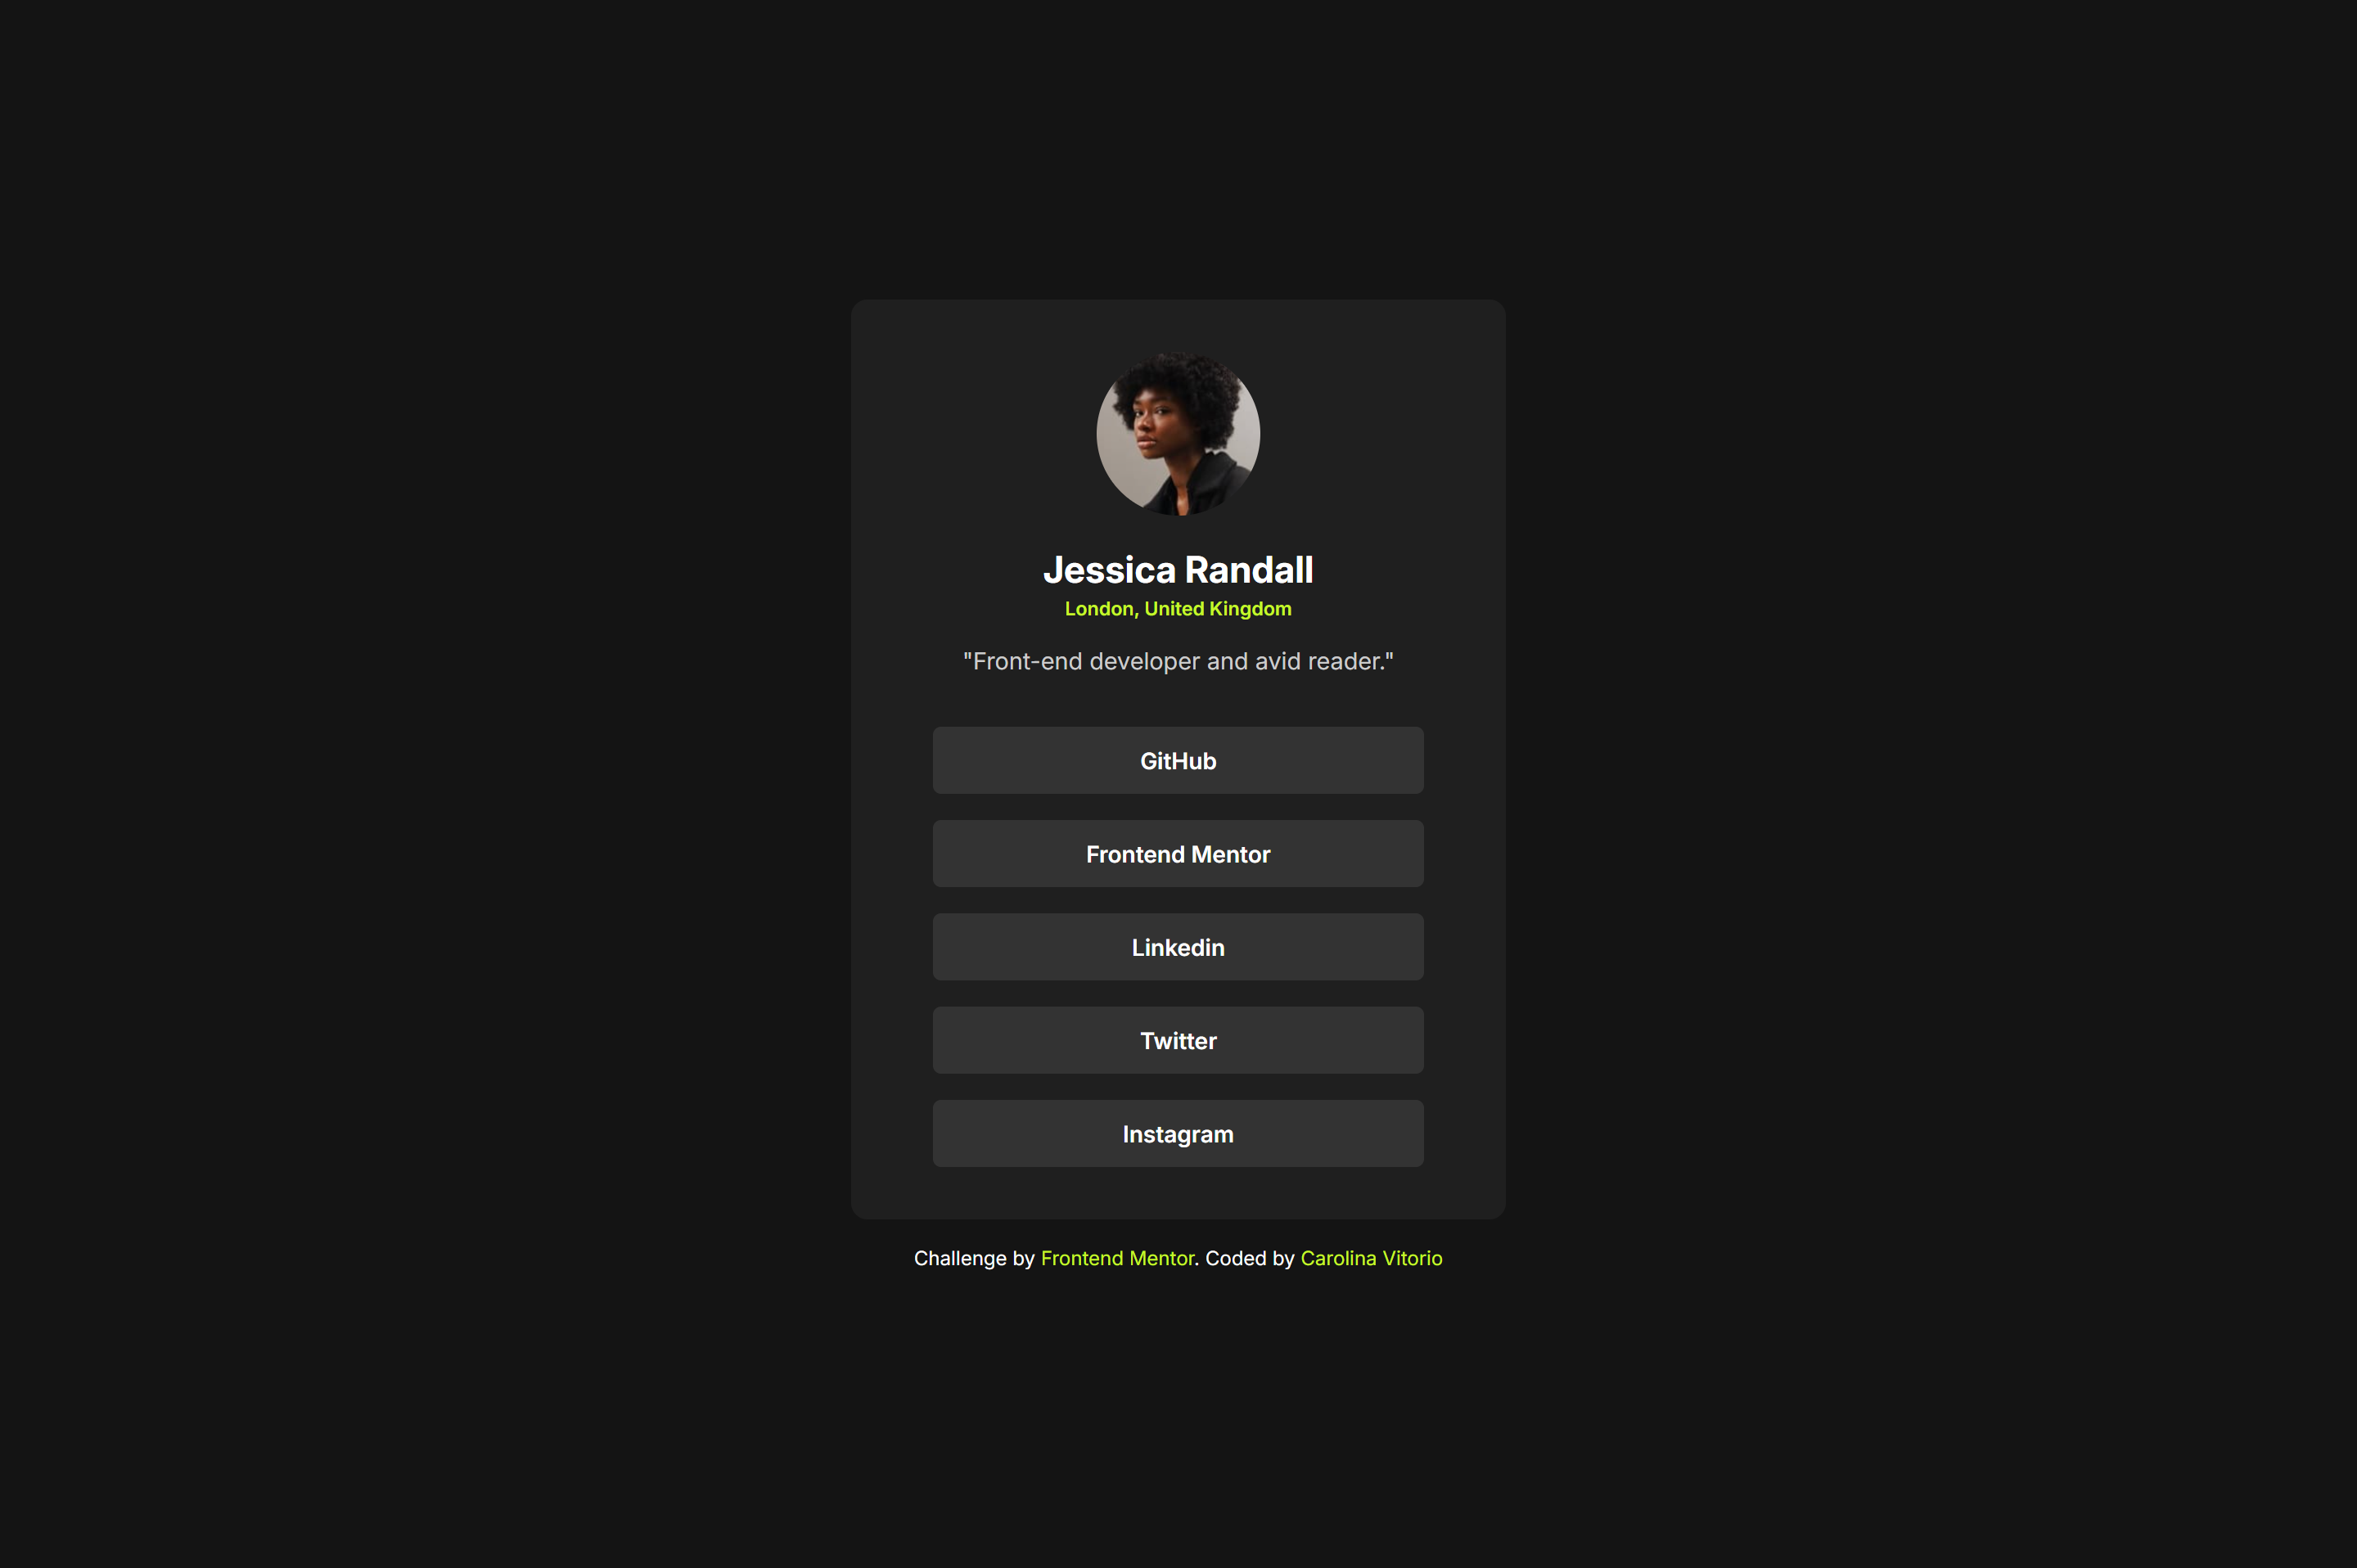 Jessica Randall
London, United Kingdom
"Front-end developer and avid reader."
GitHub
Frontend Mentor
Linkedin
Twitter
Instagram
Challenge by Frontend Mentor. Coded by Carolina Vitorio